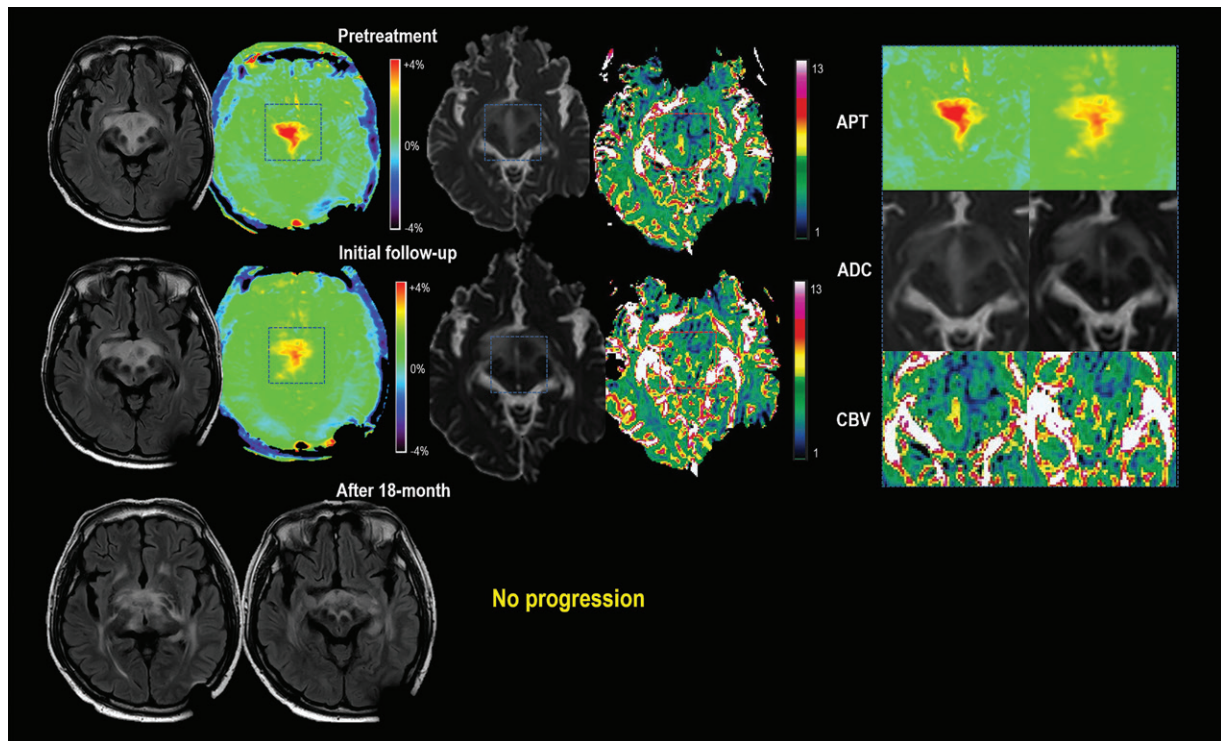 Pretreatment
+4%
0%
-4%
13
1
APT
ADC
CBV
Initial follow-up
+4%
0%
-4%
13
1
After 18-month
No progression